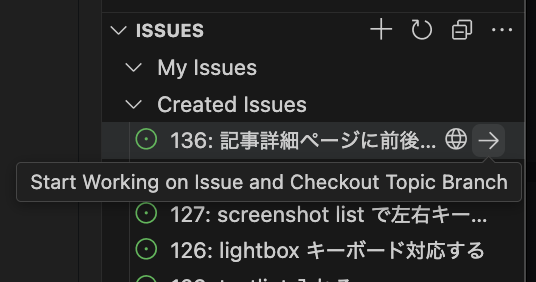 ISSUES
My Issues
Created Issues
136: 記事詳細ページに前後...
Start Working on Issue and Checkout Topic Branch
127: screenshot list で左右キー...
126: lightbox キーボード対応する